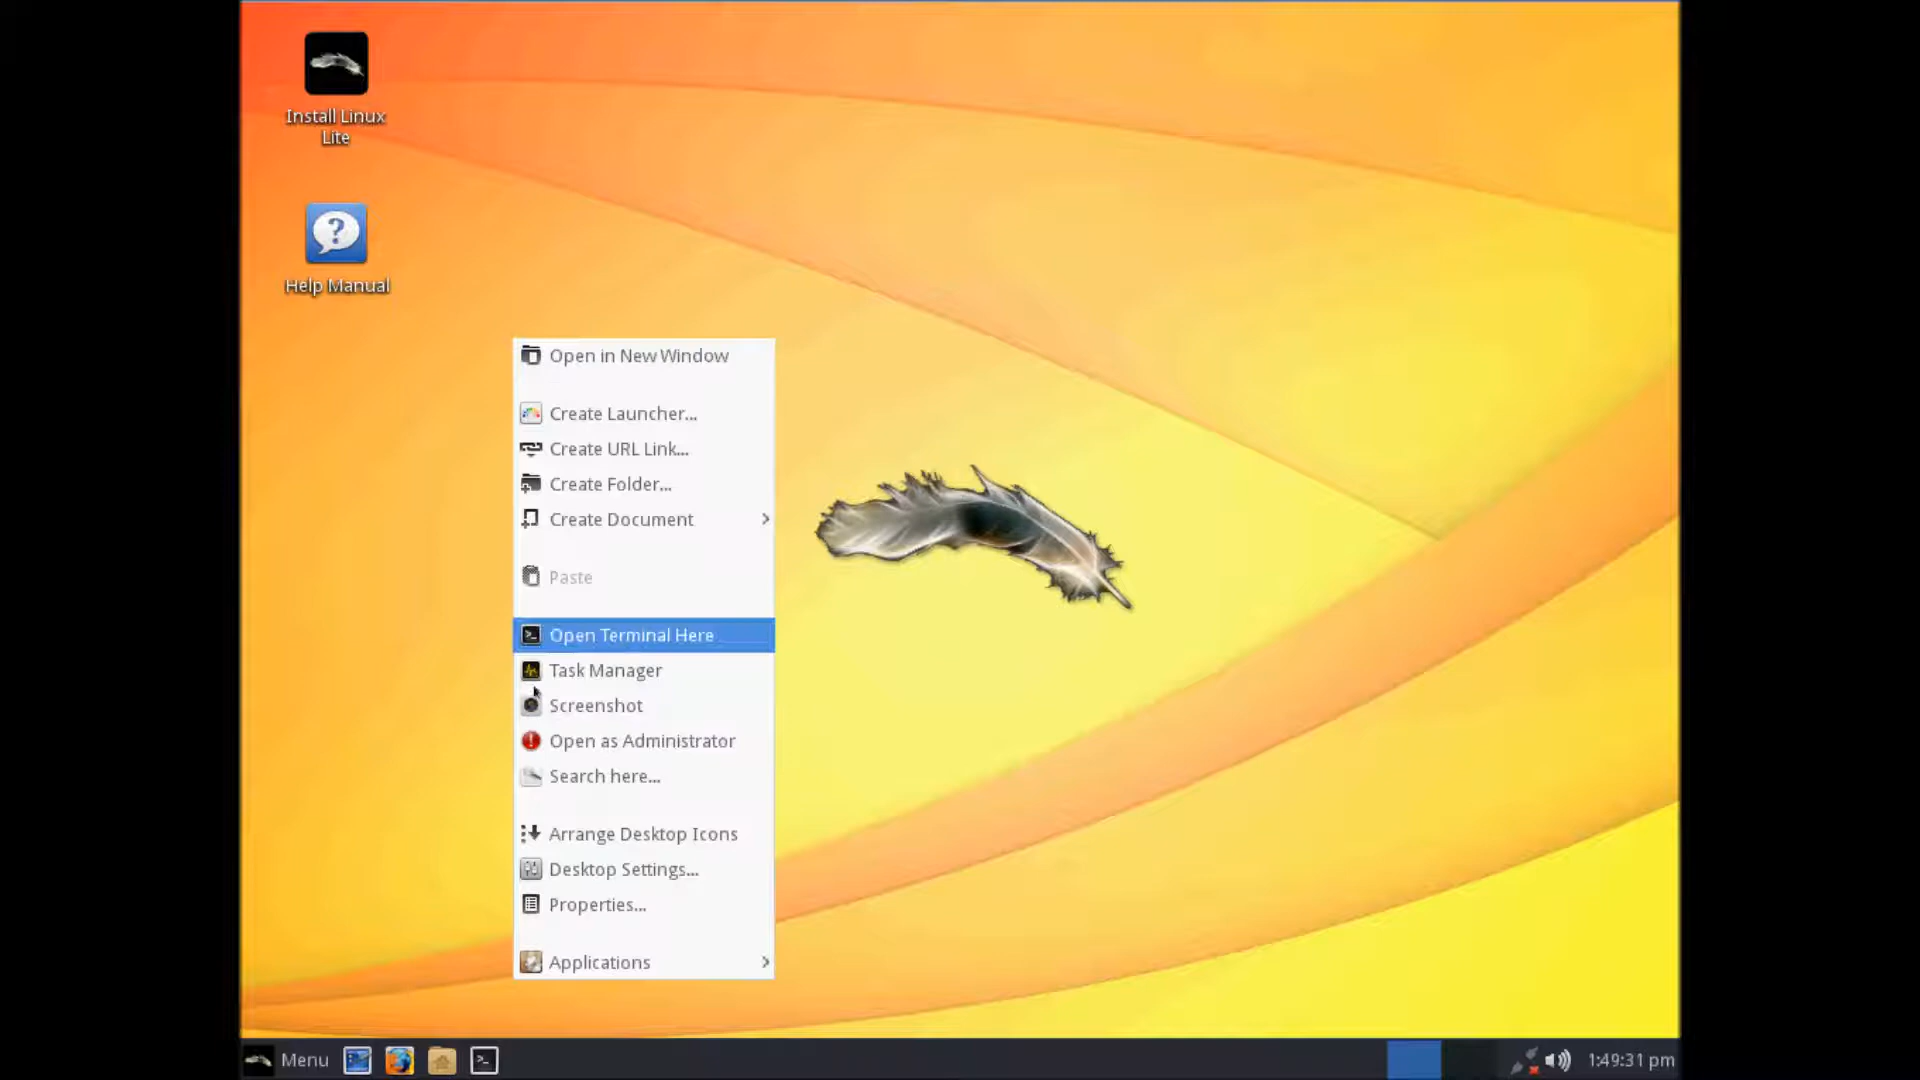 Install Linux
Lite
Help Manual
Open in New Window
Create Launcher...
Create URL Link...
Create Folder...
Create Document
Paste
Open Terminal Here
Task Manager
Screenshot
Open as Administrator
Search here...
Arrange Desktop Icons
Desktop Settings...
Properties...
Applications
Menu
1:49:31 pm